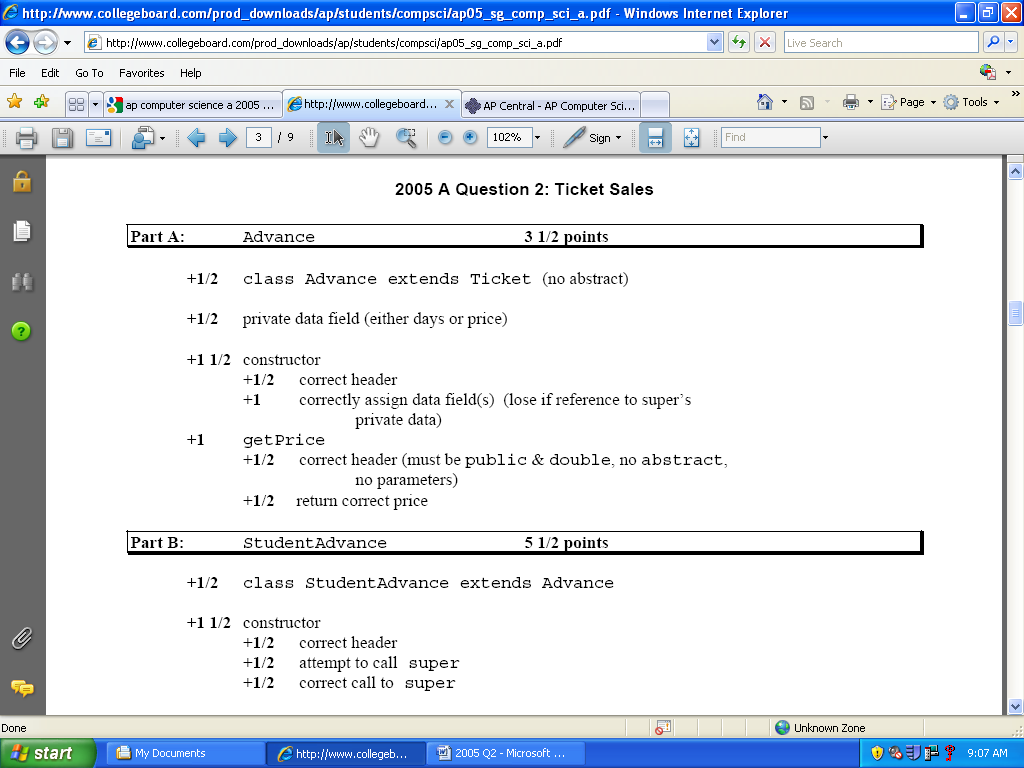 http://www.collegeboard.com/prod_downloads/ap/students/compsci/ap05_sg_comp_sci_a.pdf - Windows Internet Explorer
http://www.collegeboard.com/prod_downloads/ap/students/compsci/ap05_sg_comp_sci_a.pdf Live Search
File Edit Go To Favorites Help
ap computer science a 2005 ... http://www.collegeboard... AP Central - AP Computer Sci... Page Tools
3 / 9 102% Sign Find
2005 A Question 2: Ticket Sales
Part A: Advance 3 1/2 points
+1/2 class Advance extends Ticket (no abstract)
+1/2 private data field (either days or price)
+1 1/2 constructor
+1/2 correct header
+1 correctly assign data field(s) (lose if reference to super's
private data)
+1 getPrice
+1/2 correct header (must be public & double, no abstract,
no parameters)
+1/2 return correct price
Part B: StudentAdvance 5 1/2 points
+1/2 class StudentAdvance extends Advance
+1 1/2 constructor
+1/2 correct header
+1/2 attempt to call super
+1/2 correct call to super
Done Unknown Zone
start My Documents http://www.collegeb... 2005 Q2 - Microsoft ... 9:07 AM